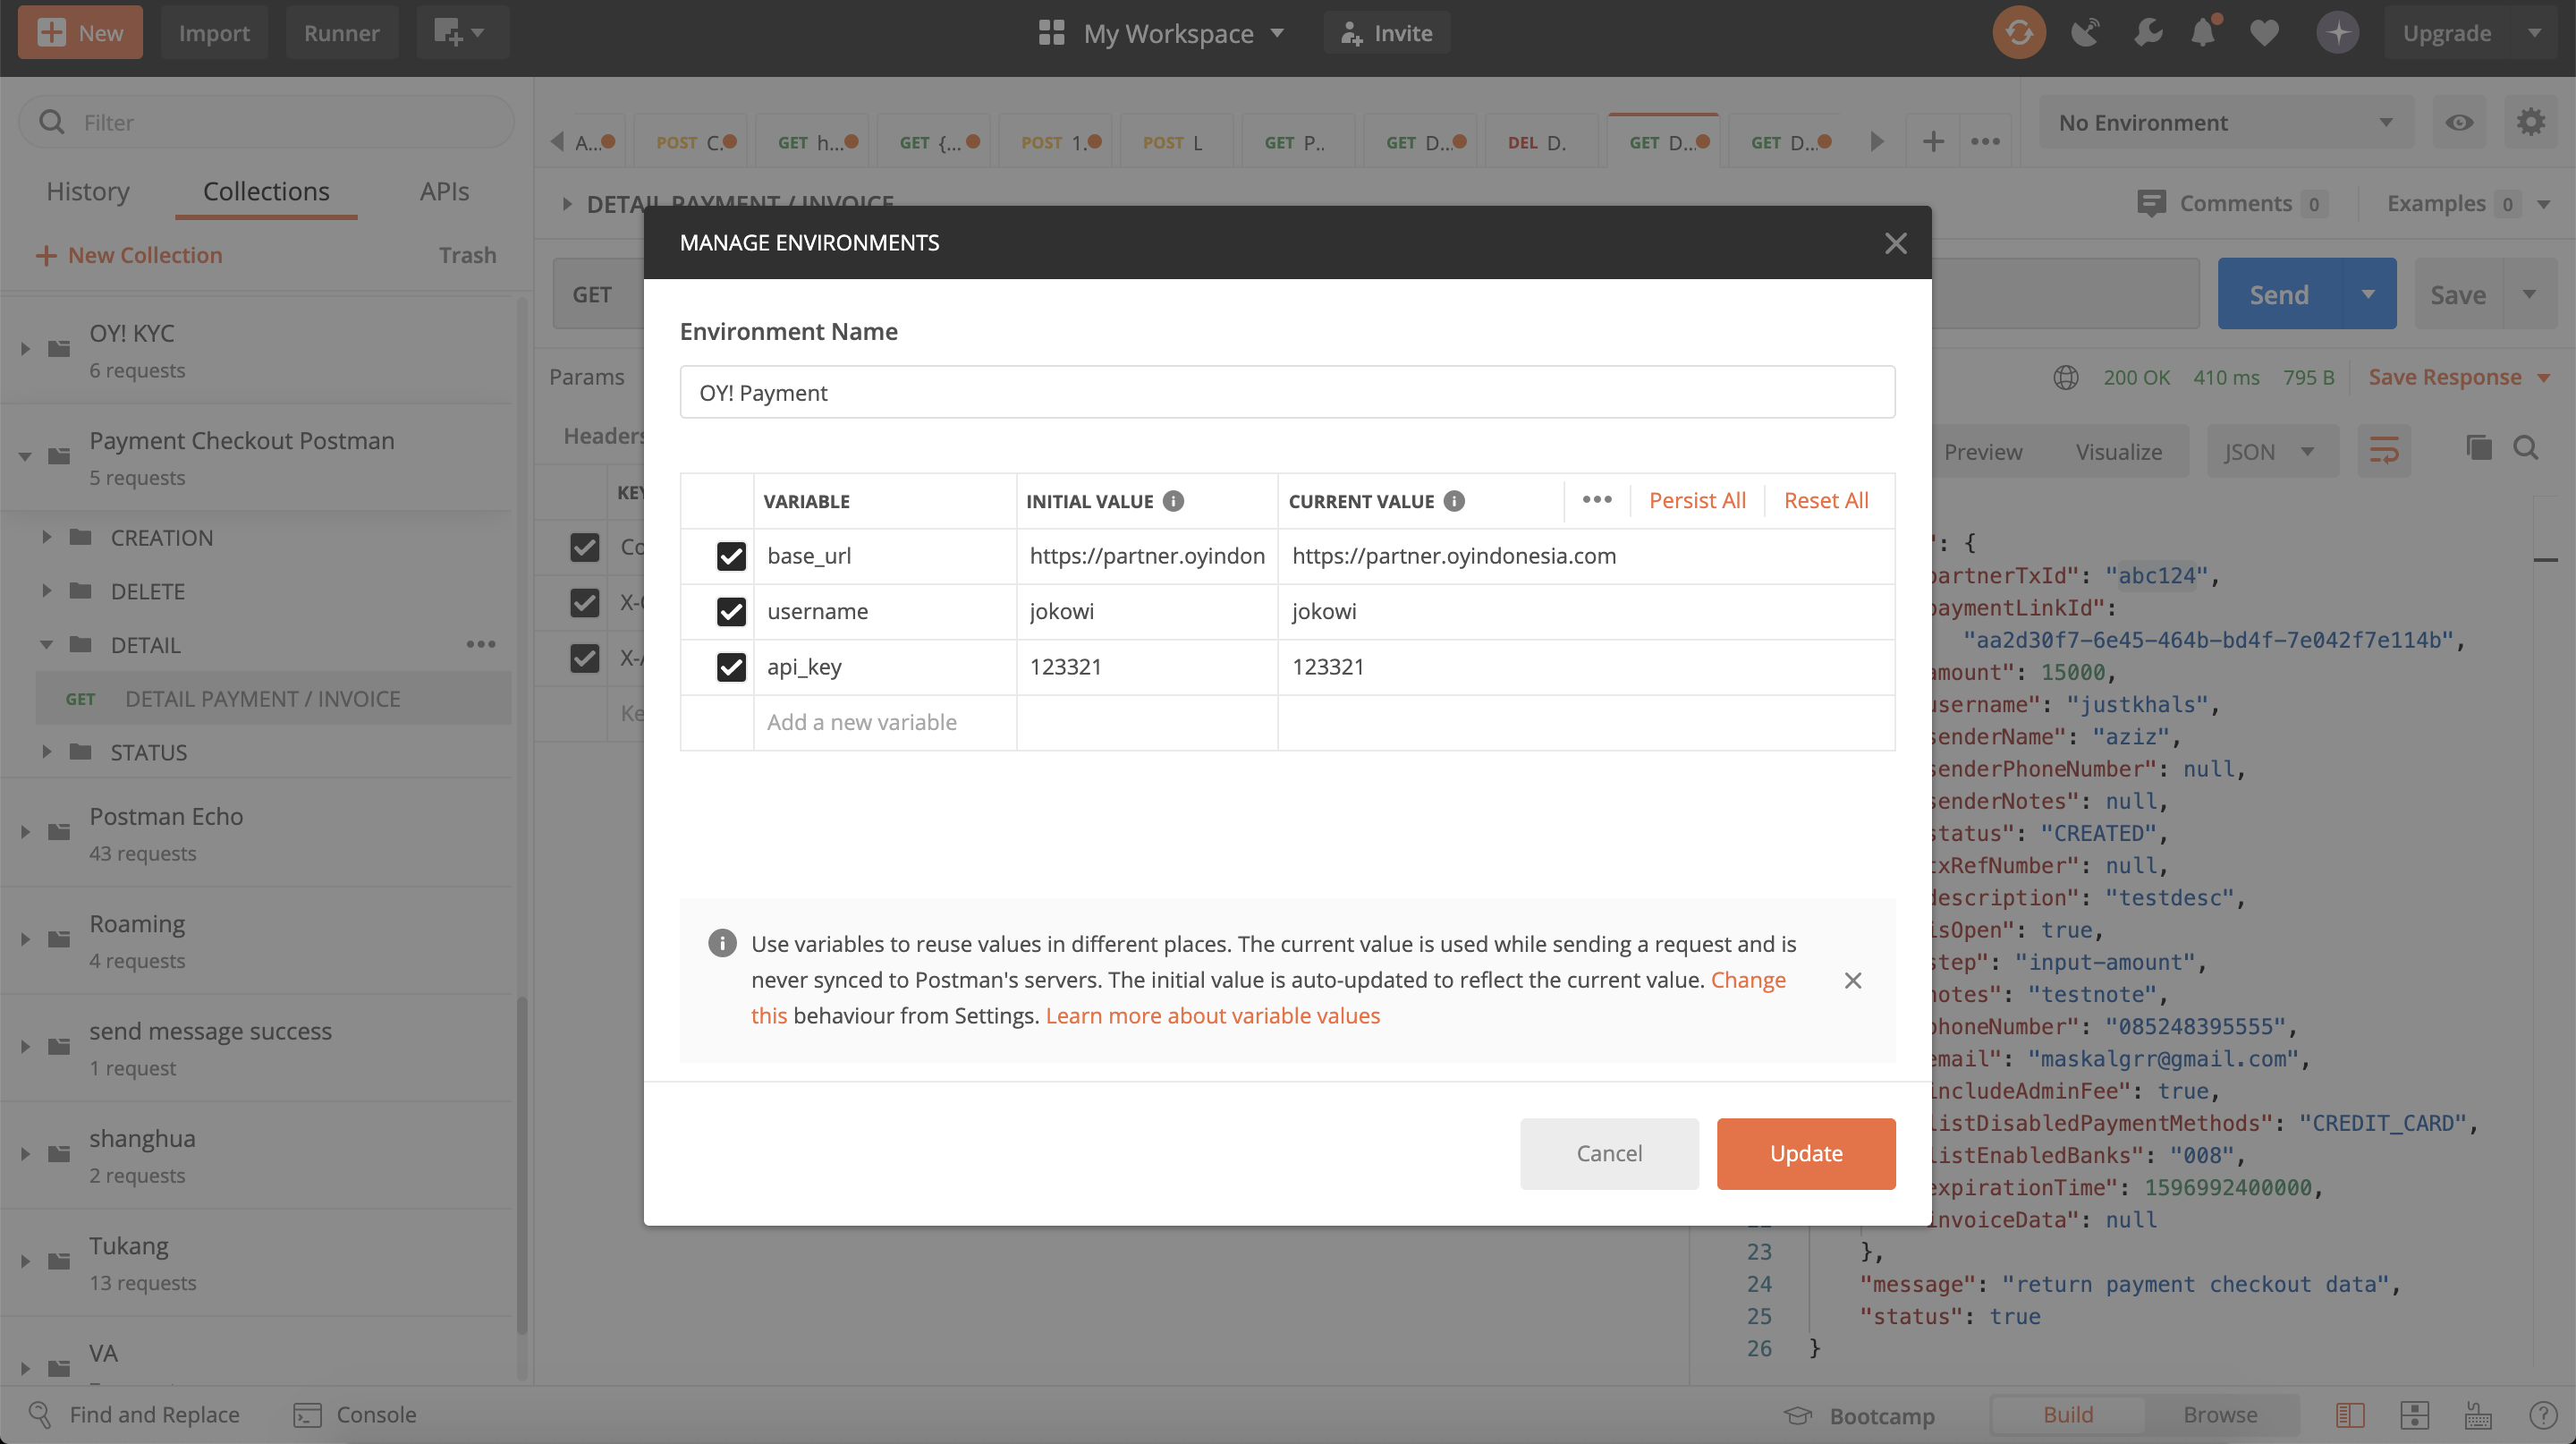 New
Import
Runner
My Workspace
Invite
Upgrade
Filter
History
Collections
APIs
New Collection
Trash
OY! KYC
6 requests
Payment Checkout Postman
5 requests
CREATION
DELETE
DETAIL
GET DETAIL PAYMENT / INVOICE
STATUS
Postman Echo
43 requests
Roaming
4 requests
send message success
1 request
shanghua
2 requests
Tukang
13 requests
VA
A...
POST C.
GET h...
GET {...
POST 1.
POST L
GET P..
GET D...
DEL D.
GET D...
GET D...
No Environment
DETAIL PAYMENT / INVOICE
Comments 0
Examples 0
GET
Send
Save
Params
200 OK 410 ms 795 B
Save Response
Headers
Preview
Visualize
JSON
KEY
Co
X-
X-
Ke
MANAGE ENVIRONMENTS
Environment Name
OY! Payment
VARIABLE
INITIAL VALUE
CURRENT VALUE
Persist All
Reset All
base_url
https://partner.oyindon
https://partner.oyindonesia.com
username
jokowi
jokowi
api_key
123321
123321
Add a new variable
Use variables to reuse values in different places. The current value is used while sending a request and is
never synced to Postman's servers. The initial value is auto-updated to reflect the current value. Change
this behaviour from Settings. Learn more about variable values
Cancel
Update
": {
partnerTxId": "abc124",
paymentLinkId":
"aa2d30f7-6e45-464b-bd4f-7e042f7e114b",
amount": 15000,
username": "justkhals",
senderName": "aziz",
senderPhoneNumber": null,
senderNotes": null,
status": "CREATED",
txRefNumber": null,
description": "testdesc",
isOpen": true,
step": "input-amount",
notes": "testnote",
phoneNumber": "085248395555",
email": "maskalgrr@gmail.com",
includeAdminFee": true,
listDisabledPaymentMethods": "CREDIT_CARD",
listEnabledBanks": "008",
expirationTime": 1596992400000,
invoiceData": null
23 },
24 "message": "return payment checkout data",
25 "status": true
26 }
Find and Replace
Console
Bootcamp
Build
Browse